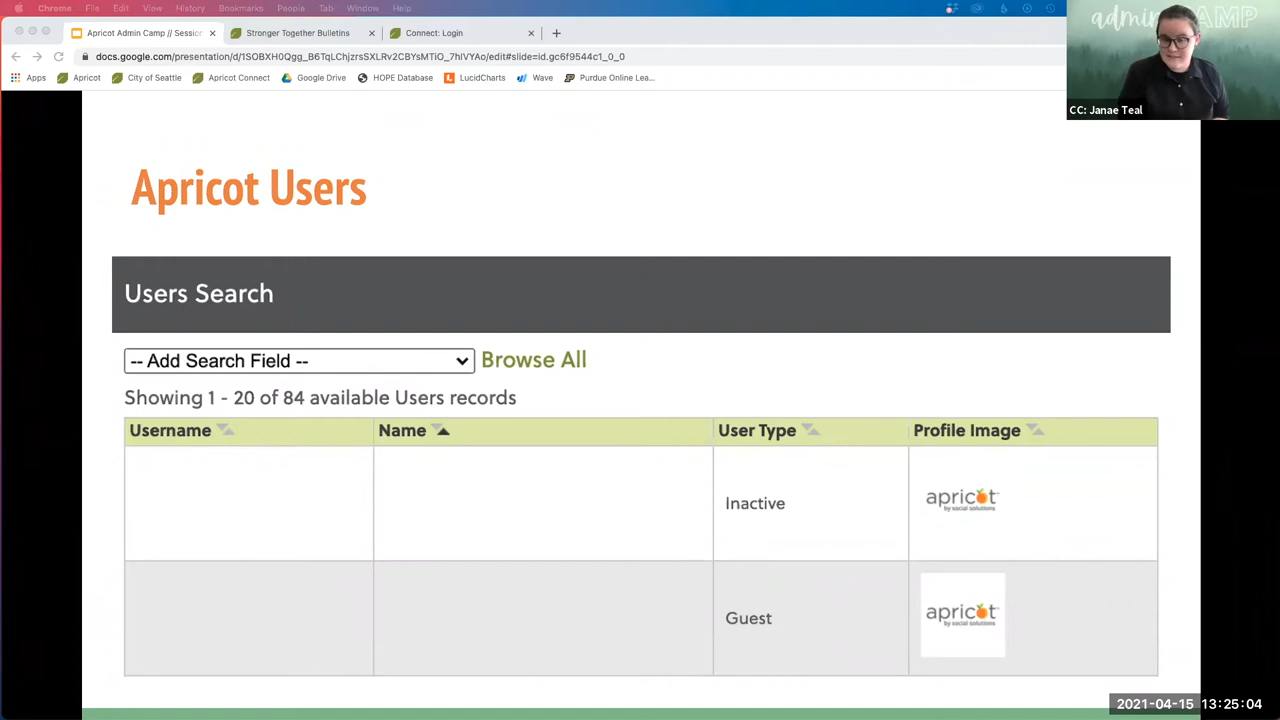 Chrome File Edit View History Bookmarks People Tab Window Help
Apricot Admin Camp // Session
Stronger Together Bulletins
Connect: Login
docs.google.com/presentation/d/1SOBXH0Qgg_B6TqLChjzrsSXLRv2CBYsMTiO_7hIVYAo/edit#slide=id.gc6f9544c1_0_0
Apps Apricot City of Seattle Apricot Connect Google Drive HOPE Database LucidCharts Wave Purdue Online Lea...
admin CAMP
CC: Janae Teal
Apricot Users
Users Search
-- Add Search Field -- Browse All
Showing 1 - 20 of 84 available Users records
Username Name User Type Profile Image
Inactive
apricot
by social solutions
Guest
apricot
by social solutions
2021-04-15 13:25:04